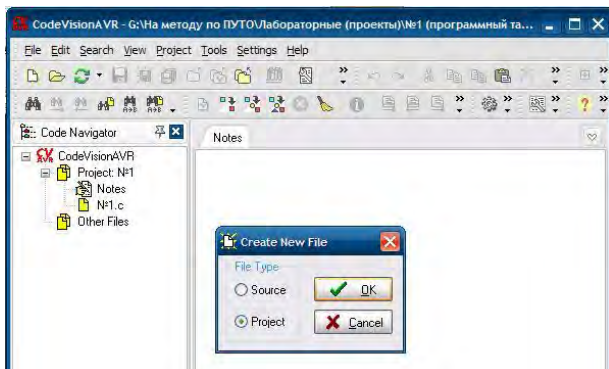 CodeVisionAVR - G:\На методу по ПУТО\Лабораторные (проекты)\№1 (программный та...
File Edit Search View Project Tools Settings Help
Code Navigator
Notes
CodeVisionAVR
Project: №1
Notes
№1.c
Other Files
Create New File
File Type
Source
OK
Project
Cancel